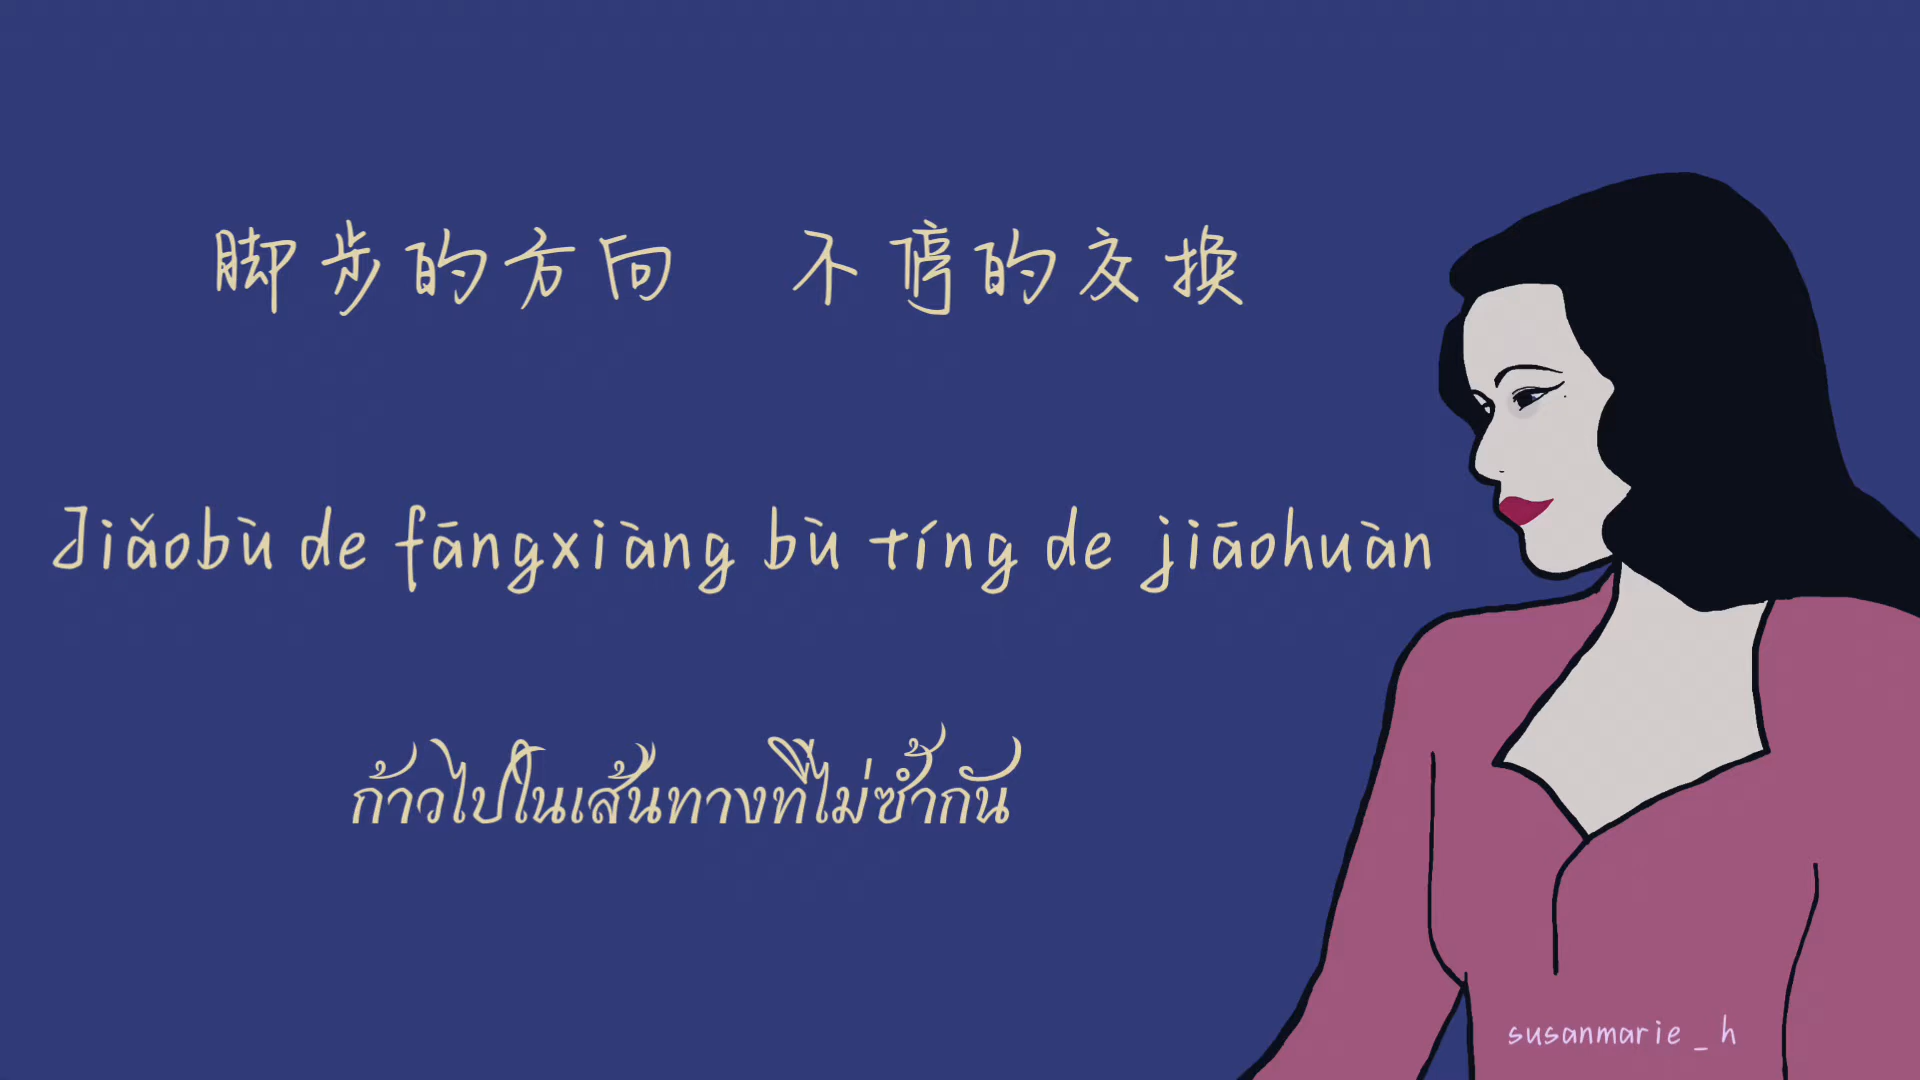 脚步的方向 不停的交换
Jiǎobù de fāngxiàng bù tíng de jiāohuàn
ก้าวไปในเส้นทางที่ไม่ซ้ำกัน
susanmarie_h